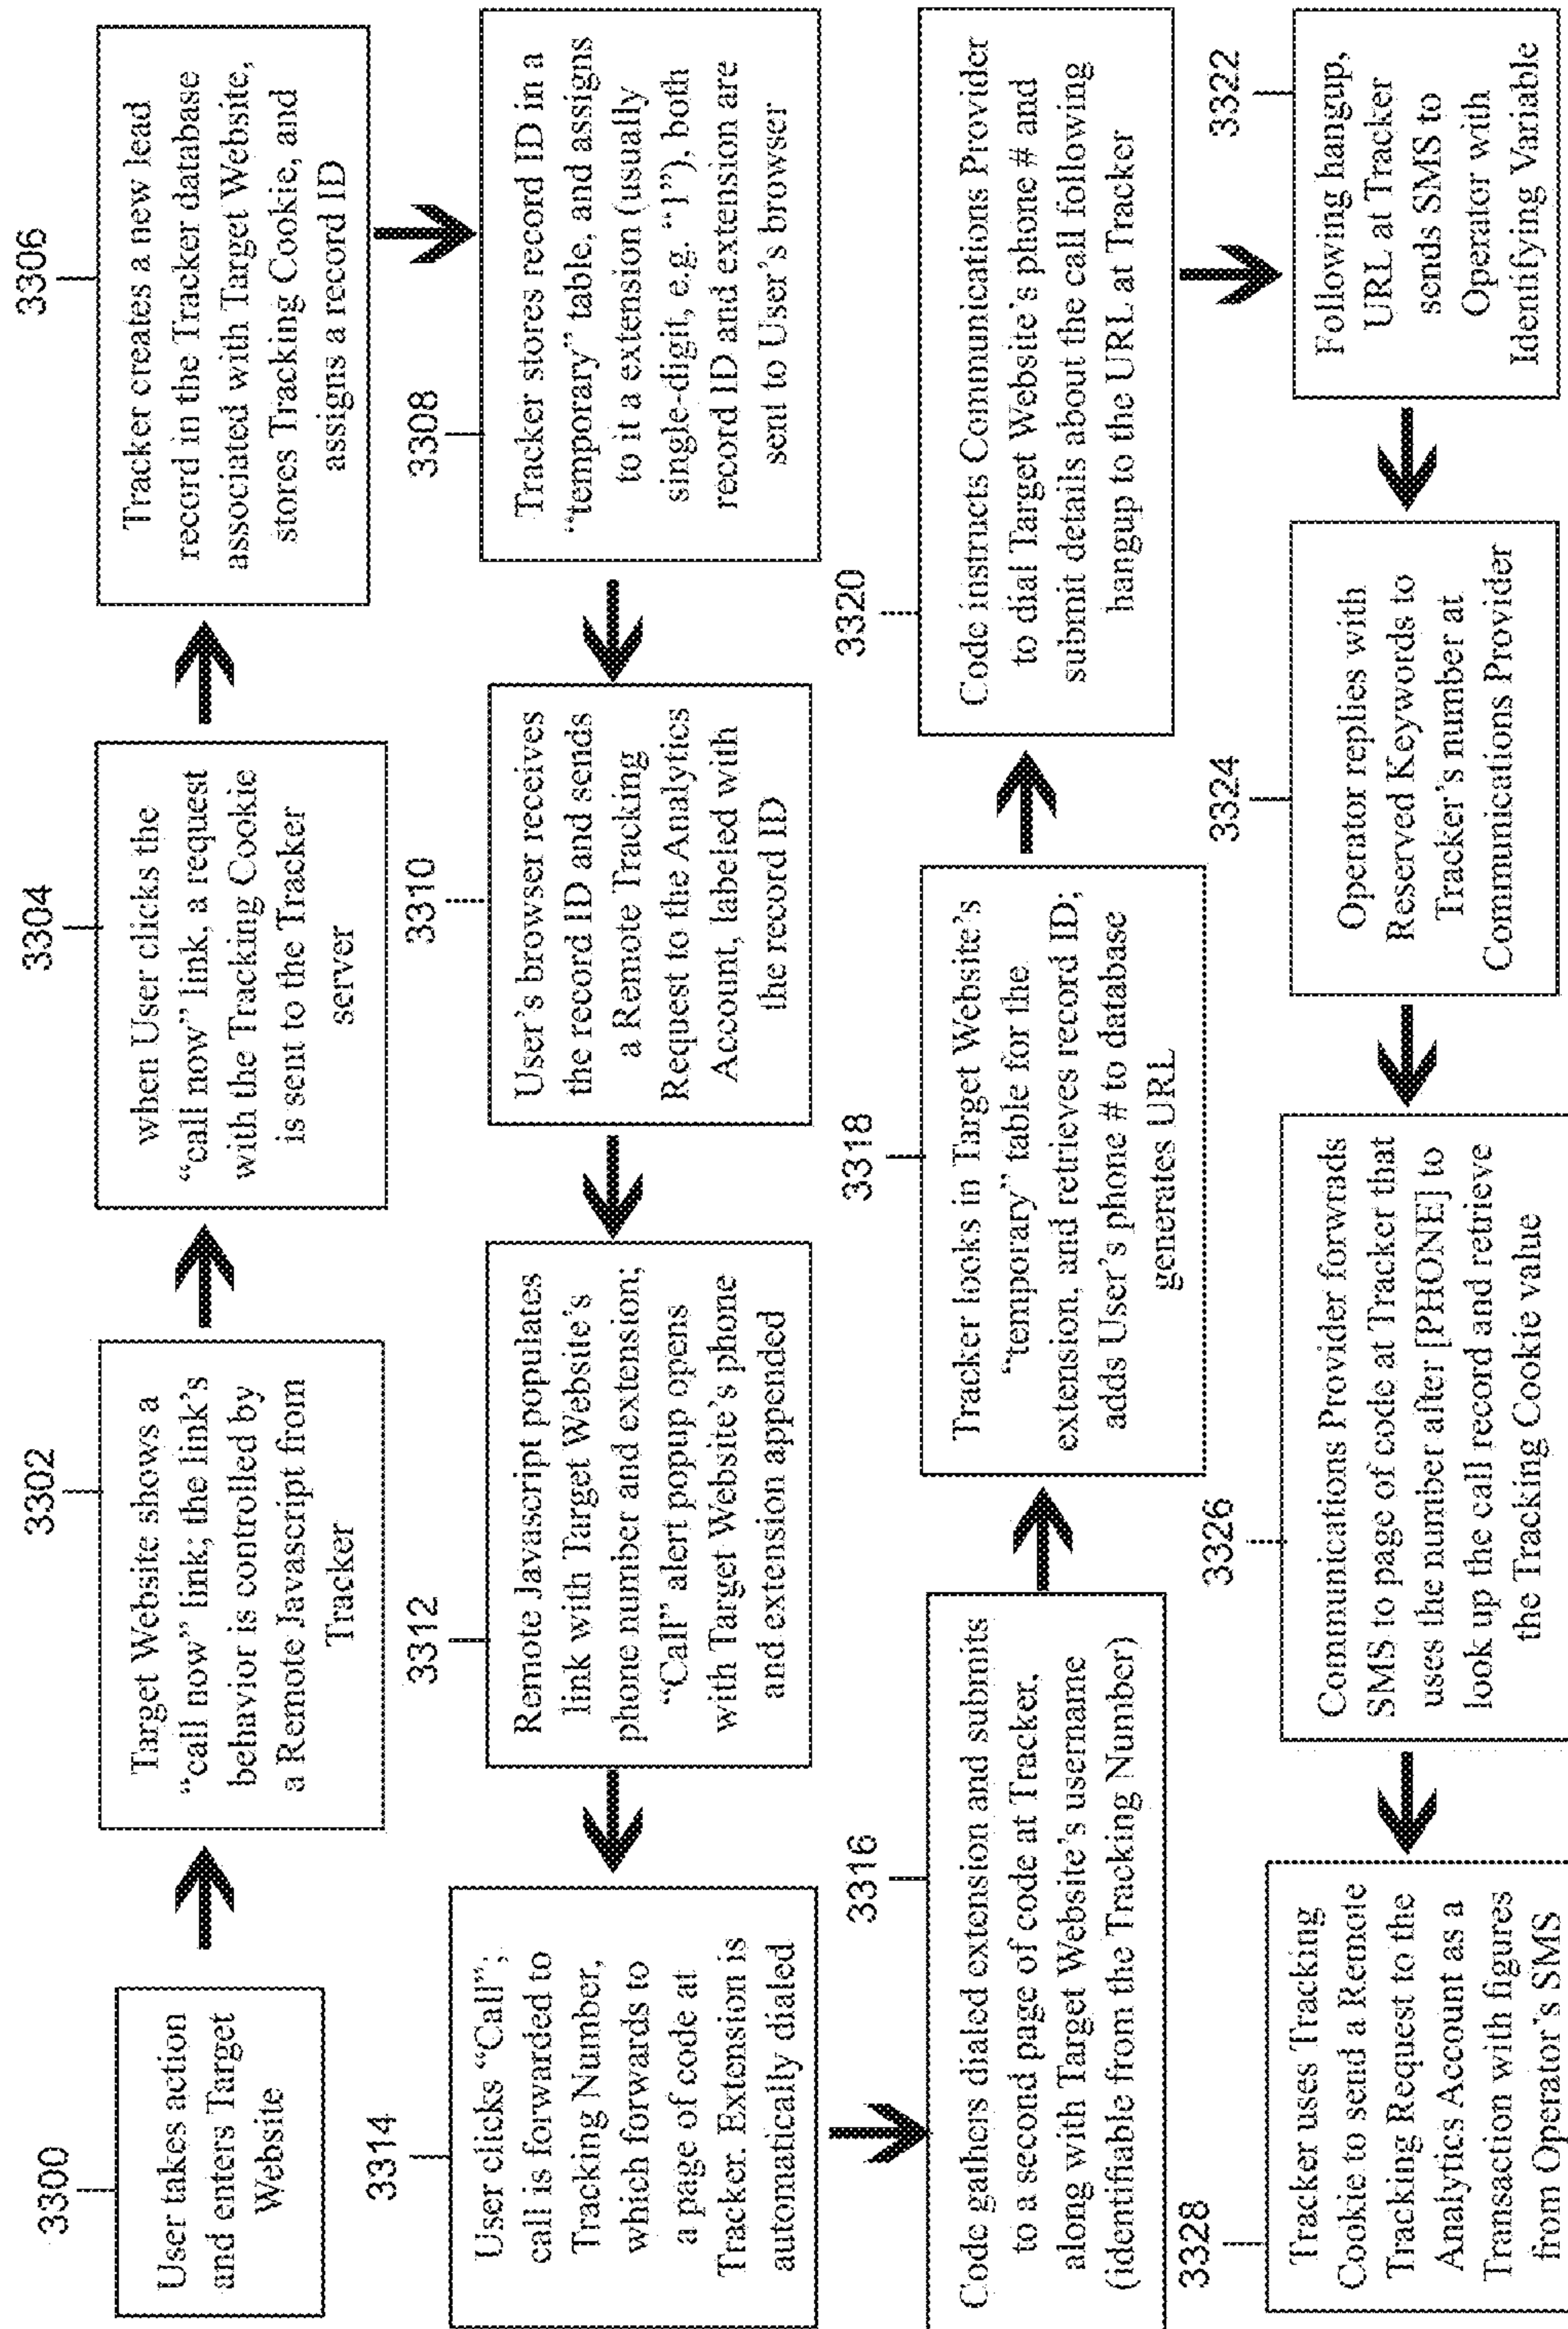 3300
User takes action
and enters Target
Website
3302
Target Website shows a
“call now” link; the link’s
behavior is controlled by
a Remote Javascript from
Tracker
3304
when User clicks the
“call now” link, a request
with the Tracking Cookie
is sent to the Tracker
server
3306
Tracker creates a new lead
record in the Tracker database
associated with Target Website,
stores Tracking Cookie, and
assigns a record ID
3308
Tracker stores record ID in a
“temporary” table, and assigns
to it a extension (usually
single-digit, e.g. “1”), both
record ID and extension are
sent to User’s browser
3310
User’s browser receives
the record ID and sends
a Remote Tracking
Request to the Analytics
Account, labeled with
the record ID
3312
Remote Javascript populates
link with Target Website’s
phone number and extension;
“Call” alert popup opens
with Target Website’s phone
and extension appended
3314
User clicks “Call”;
call is forwarded to
Tracking Number,
which forwards to
a page of code at
Tracker. Extension is
automatically dialed
3316
Code gathers dialed extension and submits
to a second page of code at Tracker,
along with Target Website’s username
(identifiable from the Tracking Number)
3318
Tracker looks in Target Website’s
“temporary” table for the
extension, and retrieves record ID;
adds User’s phone # to database
generates URL
3320
Code instructs Communications Provider
to dial Target Website’s phone # and
submit details about the call following
hangup to the URL at Tracker
3322
Following hangup,
URL at Tracker
sends SMS to
Operator with
Identifying Variable
3324
Operator replies with
Reserved Keywords to
Tracker’s number at
Communications Provider
3326
Communications Provider forwrads
SMS to page of code at Tracker that
uses the number after [PHONE] to
look up the call record and retrieve
the Tracking Cookie value
3328
Tracker uses Tracking
Cookie to send a Remote
Tracking Request to the
Analytics Account as a
Transaction with figures
from Operator’s SMS